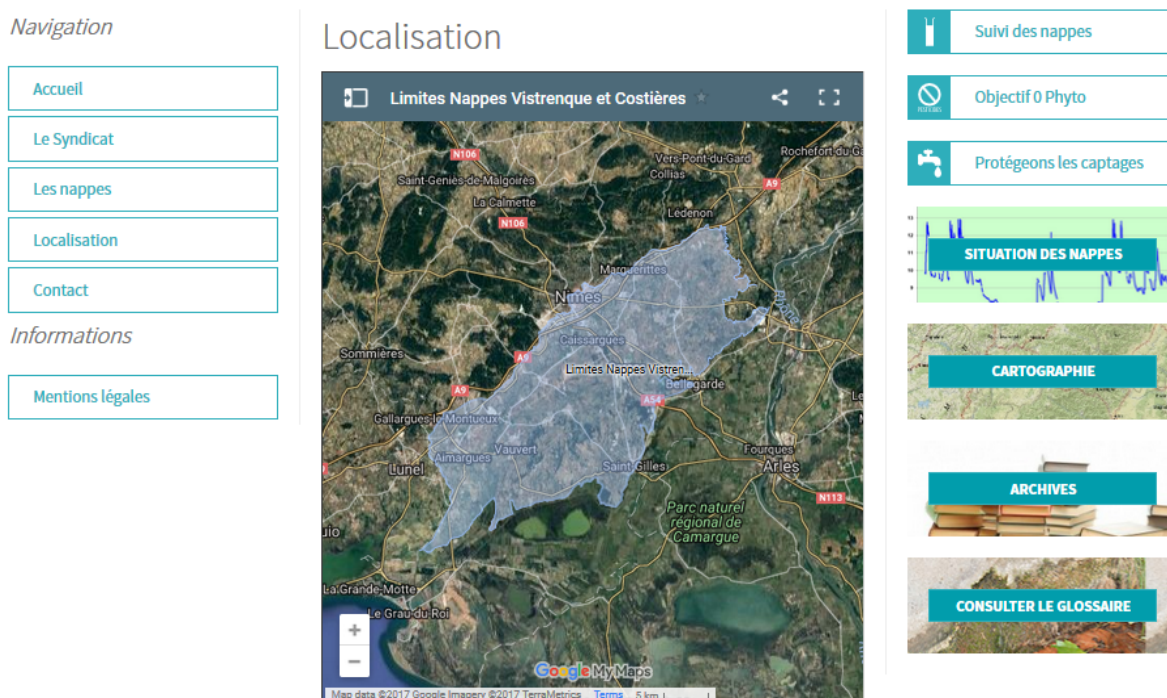 Navigation
Accueil
Le Syndicat
Les nappes
Localisation
Contact
Informations
Mentions légales
Localisation
Limites Nappes Vistrenque et Costières
N106
Vers-Pont-du-Gard
Rochefort-du-Ga
Saint-Geniès-de-Malgoirès
Collias
A9
La Calmette
N106
Lédenon
Marguerittes
Nîmes
Rhône
Caissargues
Sommières
A9
Limites Nappes Vistren...
Bellegarde
A9
A54
Le
Gallargues-le-Montueux
Vauvert
Fourques
Aimargues
Lunel
Saint-Gilles
Arles
N113
Parc naturel
régional de
Camargue
uio
La Grande-Motte
Le Grau-du-Roi
+
−
Google My Maps
Map data ©2017 Google Imagery ©2017 TerraMetrics Terms 5 km
Suivi des nappes
Objectif 0 Phyto
Protégeons les captages
SITUATION DES NAPPES
CARTOGRAPHIE
ARCHIVES
CONSULTER LE GLOSSAIRE